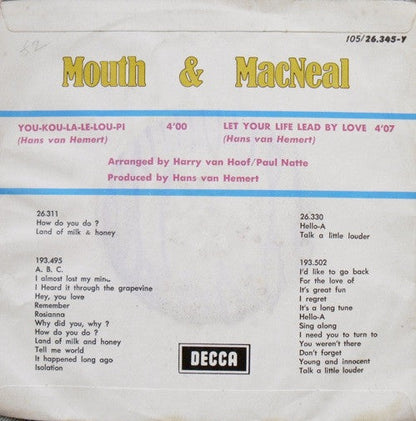 105/26.345-Y
62
Mouth & MacNeal
YOU-KOU-LA-LE-LOU-PI 4'00
(Hans van Hemert)
LET YOUR LIFE LEAD BY LOVE 4'07
(Hans van Hemert)
Arranged by Harry van Hoof/Paul Natte
Produced by Hans van Hemert
26.311
How do you do ?
Land of milk & honey
26.330
Hello-A
Talk a little louder
193.495
A. B. C.
I almost lost my min
I Heard it through the grapevine
Hey, you love
Remember
Rosianna
Why did you, why ?
How do you do ?
Land of milk and honey
Tell me world
It happened long ago
Isolation
193.502
I'd like to go back
For the love of
It's great fun
I regret
It's a long tune
Hello-A
Sing along
I need you to turn to
You weren't there
Don't forget
Young and innocent
Talk a little louder
DECCA